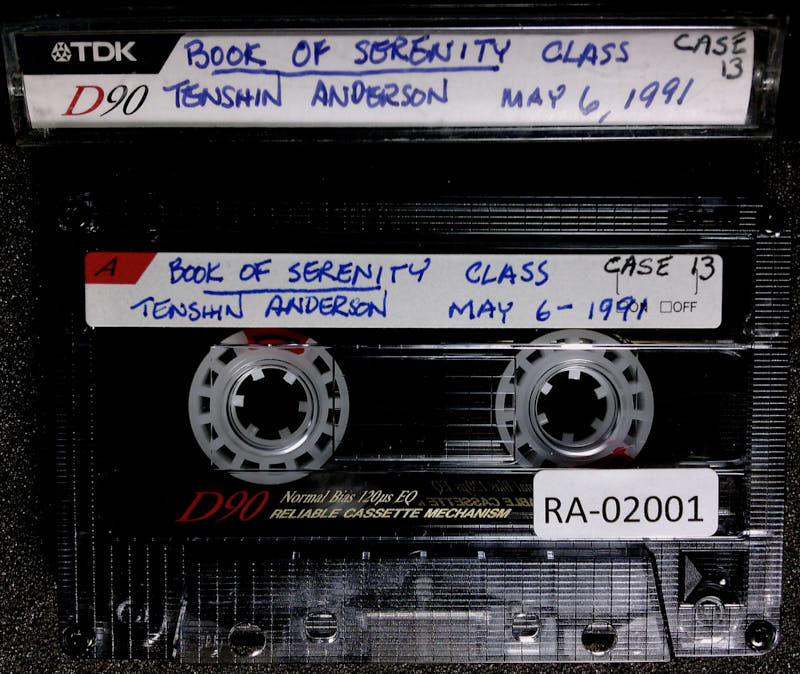 TDK BOOK OF SERENITY CLASS CASE 13
D90 TENSHIN ANDERSON MAY 6, 1991
A BOOK OF SERENITY CLASS CASE 13
TENSHIN ANDERSON MAY 6-1991 ON OFF
D90 Normal Bias 120µs EQ
RELIABLE CASSETTE MECHANISM
RA-02001